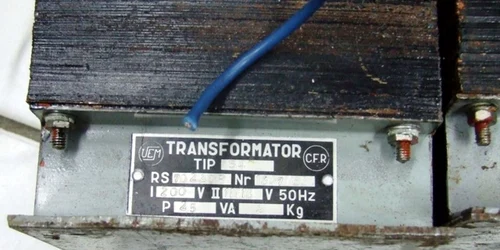 UEM TRANSFORMATOR CFR
TIP
RS Nr
I 200 V II V 50Hz
P 45 VA Kg